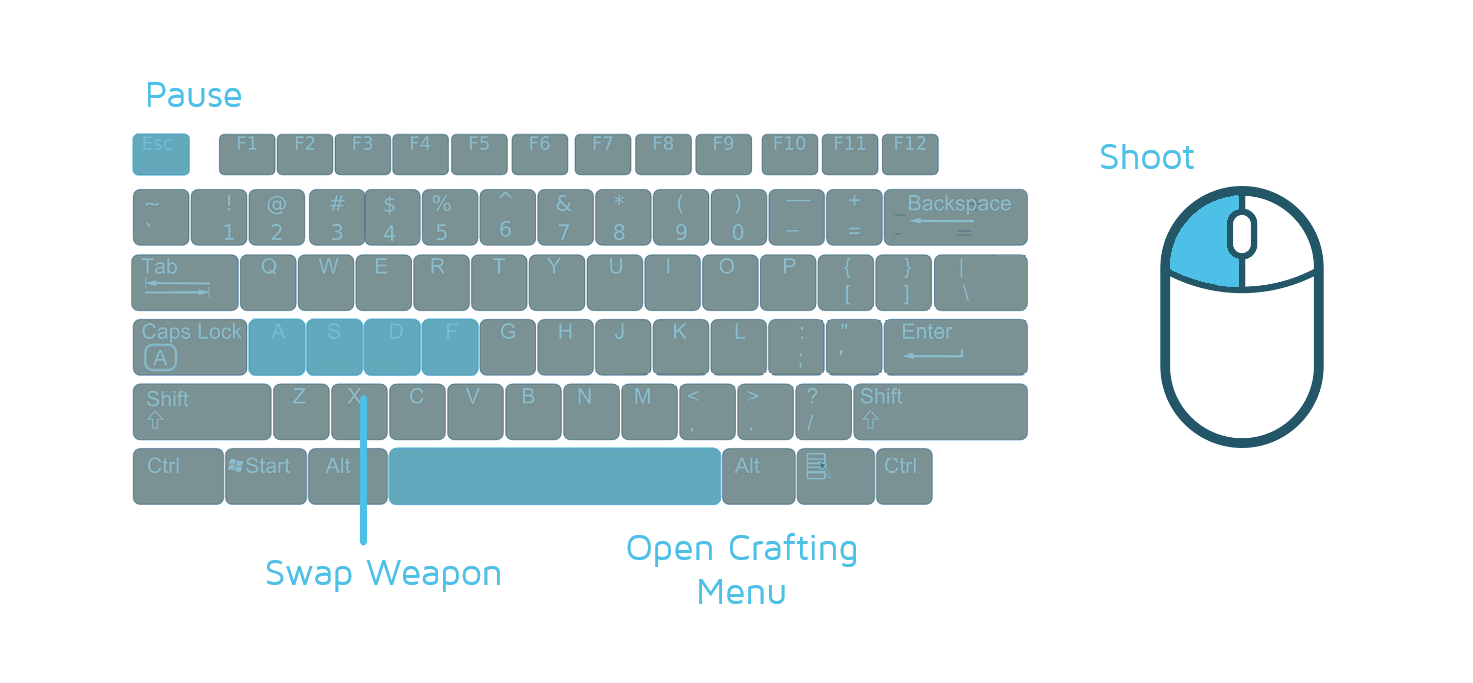 Pause
Esc F1 F2 F3 F4 F5 F6 F7 F8 F9 F10 F11 F12
Shoot
~ ! @ # $ % ^ & * ( ) — + Backspace
` 1 2 3 4 5 6 7 8 9 0 – = - =
Tab Q W E R T Y U I O P { } |
[ ] \
Caps Lock A S D F G H J K L : " Enter
A ; '
Shift Z X C V B N M < > ? Shift
, . /
Ctrl Start Alt Alt Ctrl
Swap Weapon
Open Crafting
Menu